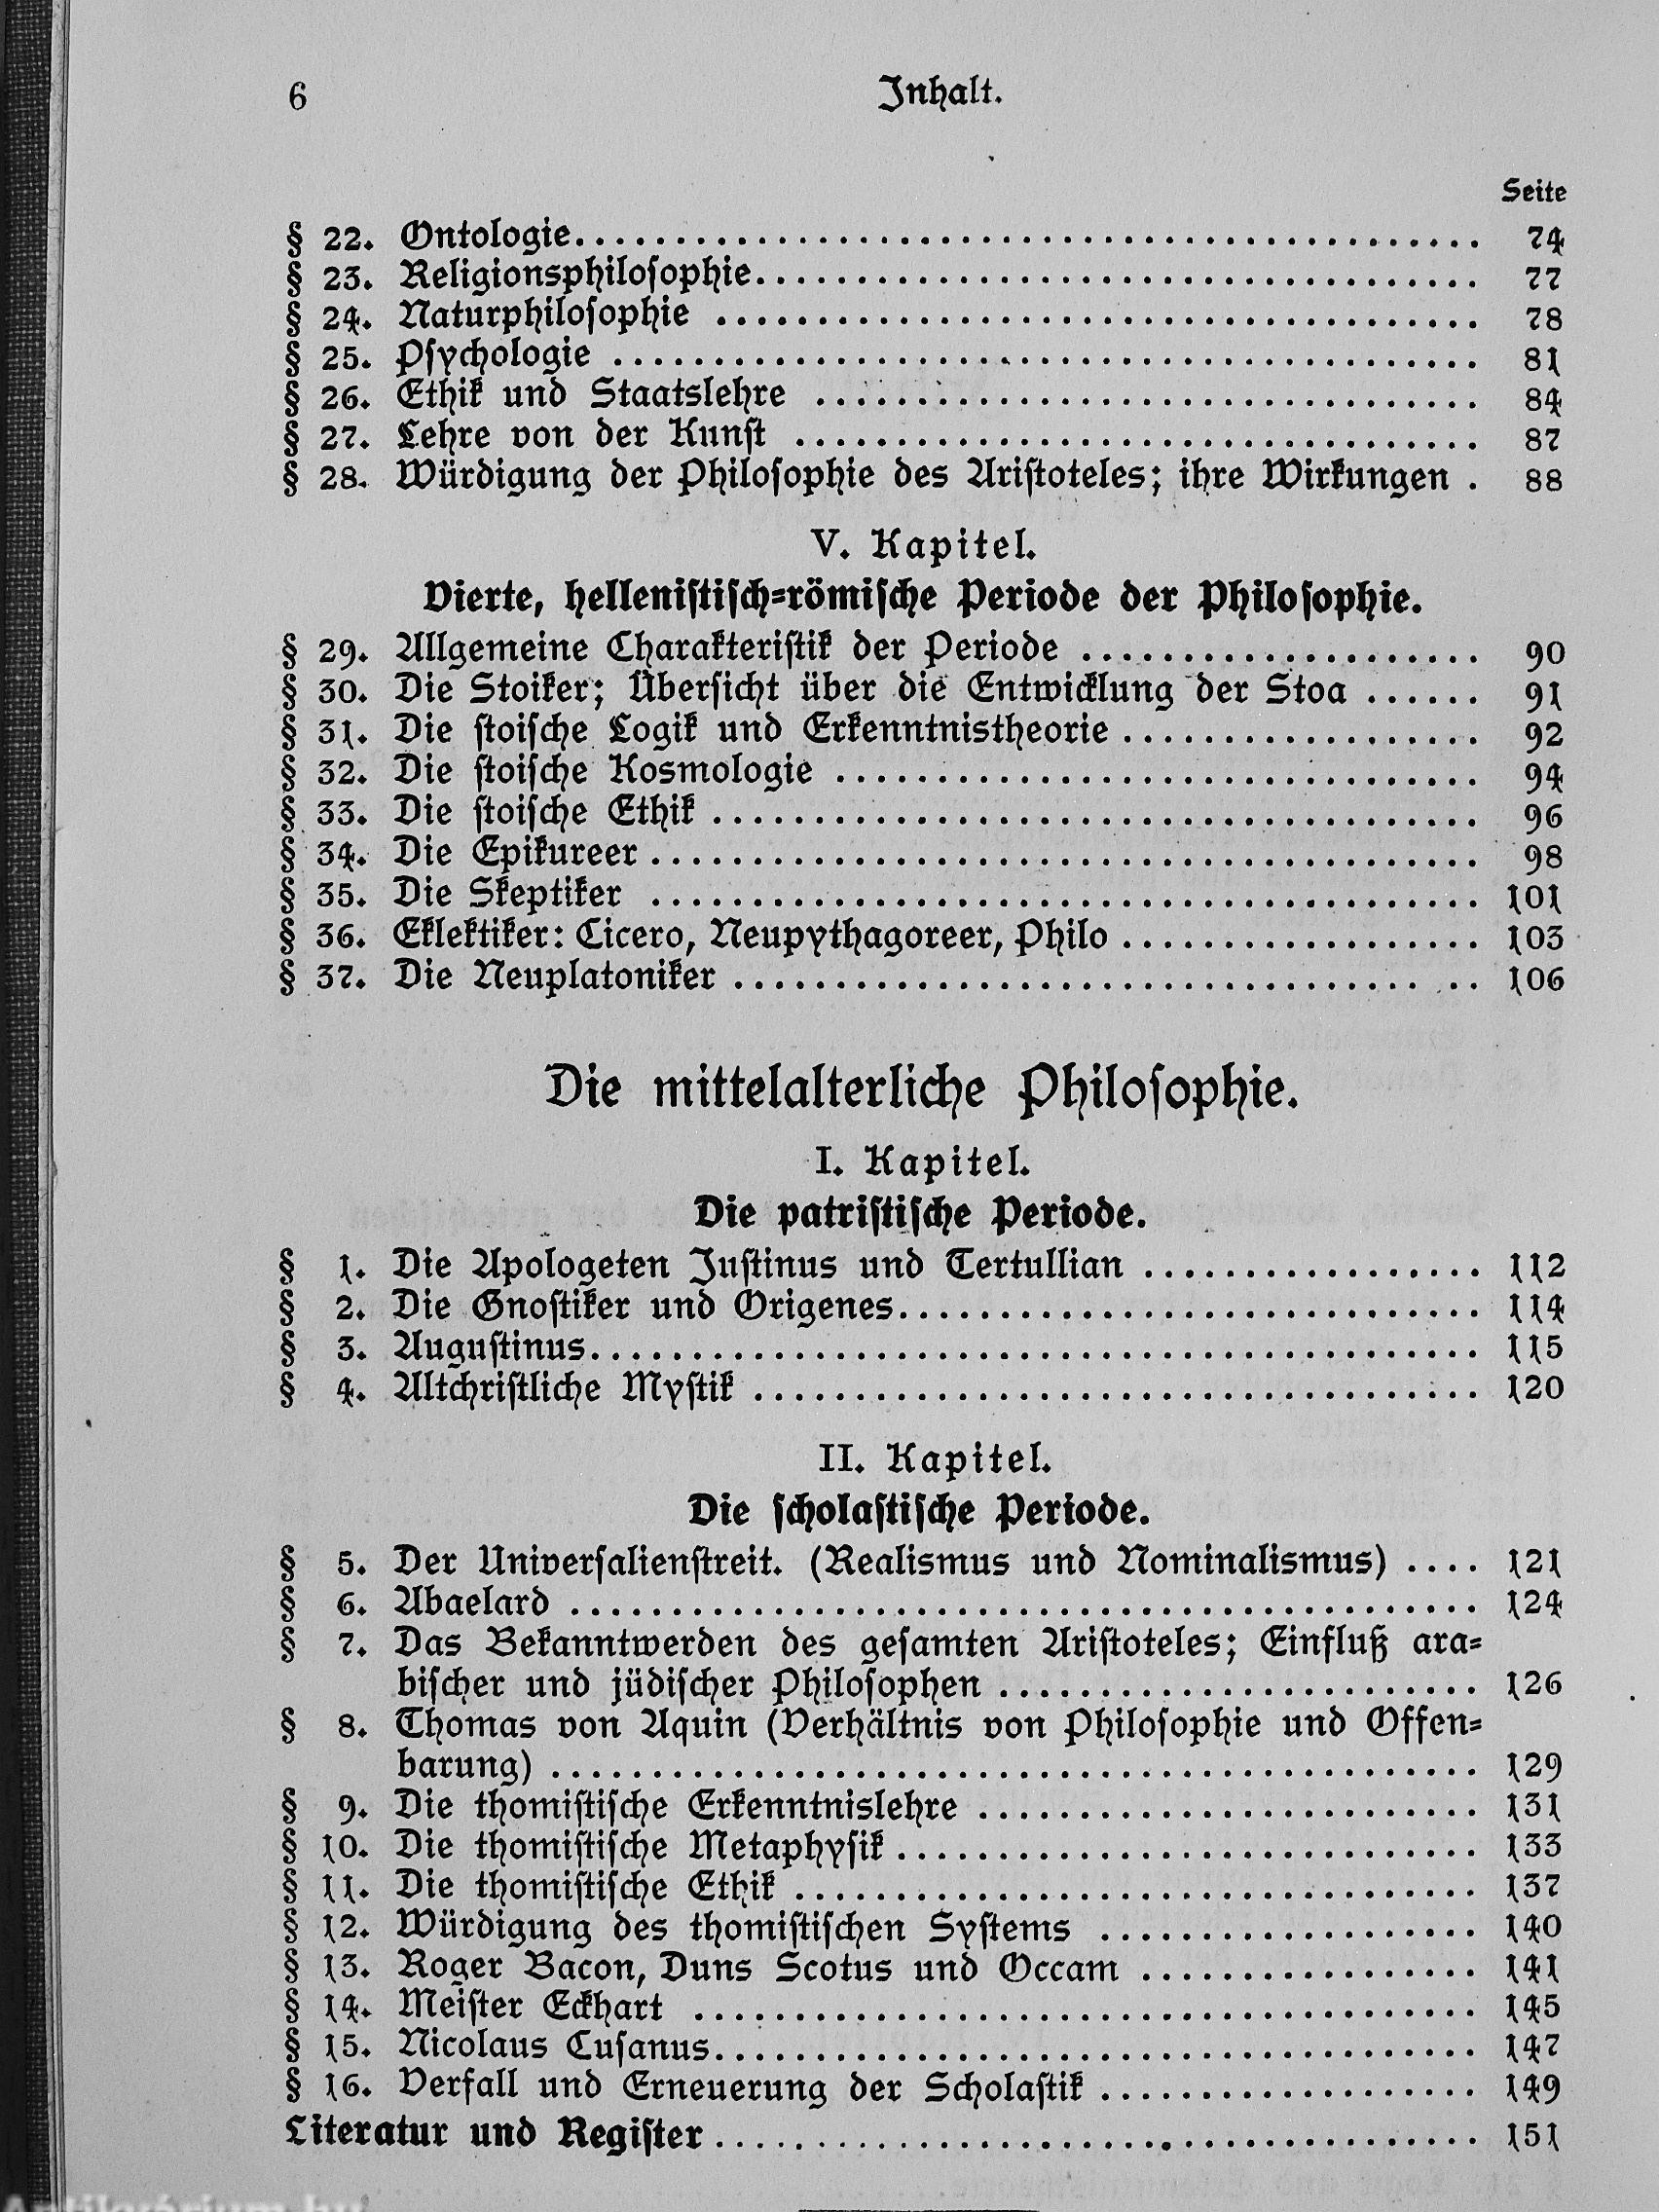 6 Inhalt.
Seite
§ 22. Ontologie. . . . . . . . . . . . . . . . . . . . 74
§ 23. Religionsphiloſophie. . . . . . . . . . . . . . . . . . . . 77
§ 24. Naturphiloſophie . . . . . . . . . . . . . . . . . . . . 78
§ 25. Pſychologie . . . . . . . . . . . . . . . . . . . . 81
§ 26. Ethik und Staatslehre . . . . . . . . . . . . . . . . . . . . 84
§ 27. Lehre von der Kunſt . . . . . . . . . . . . . . . . . . . . 87
§ 28. Würdigung der Philoſophie des Ariſtoteles; ihre Wirkungen . 88
V. Kapitel.
Vierte, helleniſtiſch=römiſche Periode der Philoſophie.
§ 29. Allgemeine Charakteriſtik der Periode . . . . . . . . . . . . . . . . . . . . 90
§ 30. Die Stoiker; Überſicht über die Entwicklung der Stoa . . . . . . 91
§ 31. Die ſtoiſche Logik und Erkenntnistheorie . . . . . . . . . . . . . . . . . . 92
§ 32. Die ſtoiſche Kosmologie . . . . . . . . . . . . . . . . . . . . 94
§ 33. Die ſtoiſche Ethik . . . . . . . . . . . . . . . . . . . . 96
§ 34. Die Epikureer . . . . . . . . . . . . . . . . . . . . 98
§ 35. Die Skeptiker . . . . . . . . . . . . . . . . . . . . 101
§ 36. Eklektiker: Cicero, Neupythagoreer, Philo . . . . . . . . . . . . . . . . . . 103
§ 37. Die Neuplatoniker . . . . . . . . . . . . . . . . . . . . 106
Die mittelalterliche Philoſophie.
I. Kapitel.
Die patriſtiſche Periode.
§ 1. Die Apologeten Juſtinus und Tertullian . . . . . . . . . . . . . . . . . 112
§ 2. Die Gnoſtiker und Origenes. . . . . . . . . . . . . . . . . . . . 114
§ 3. Auguſtinus. . . . . . . . . . . . . . . . . . . . 115
§ 4. Altchriſtliche Myſtik . . . . . . . . . . . . . . . . . . . . 120
II. Kapitel.
Die ſcholaſtiſche Periode.
§ 5. Der Univerſalienſtreit. (Realismus und Nominalismus) . . . . 121
§ 6. Abaelard . . . . . . . . . . . . . . . . . . . . 124
§ 7. Das Bekanntwerden des geſamten Ariſtoteles; Einfluß ara=
biſcher und jüdiſcher Philoſophen . . . . . . . . . . . . . . . . . . . . 126
§ 8. Thomas von Aquin (Verhältnis von Philoſophie und Offen=
barung) . . . . . . . . . . . . . . . . . . . . 129
§ 9. Die thomiſtiſche Erkenntnislehre . . . . . . . . . . . . . . . . . . . . 131
§ 10. Die thomiſtiſche Metaphyſik . . . . . . . . . . . . . . . . . . . . 133
§ 11. Die thomiſtiſche Ethik . . . . . . . . . . . . . . . . . . . . 137
§ 12. Würdigung des thomiſtiſchen Syſtems . . . . . . . . . . . . . . . . . . . 140
§ 13. Roger Bacon, Duns Scotus und Occam . . . . . . . . . . . . . . . . . 141
§ 14. Meiſter Eckhart . . . . . . . . . . . . . . . . . . . . 145
§ 15. Nicolaus Cuſanus. . . . . . . . . . . . . . . . . . . . 147
§ 16. Verfall und Erneuerung der Scholaſtik . . . . . . . . . . . . . . . . . . . 149
Literatur und Regiſter . . . . . . . . . . . . . . . . . . . . 151